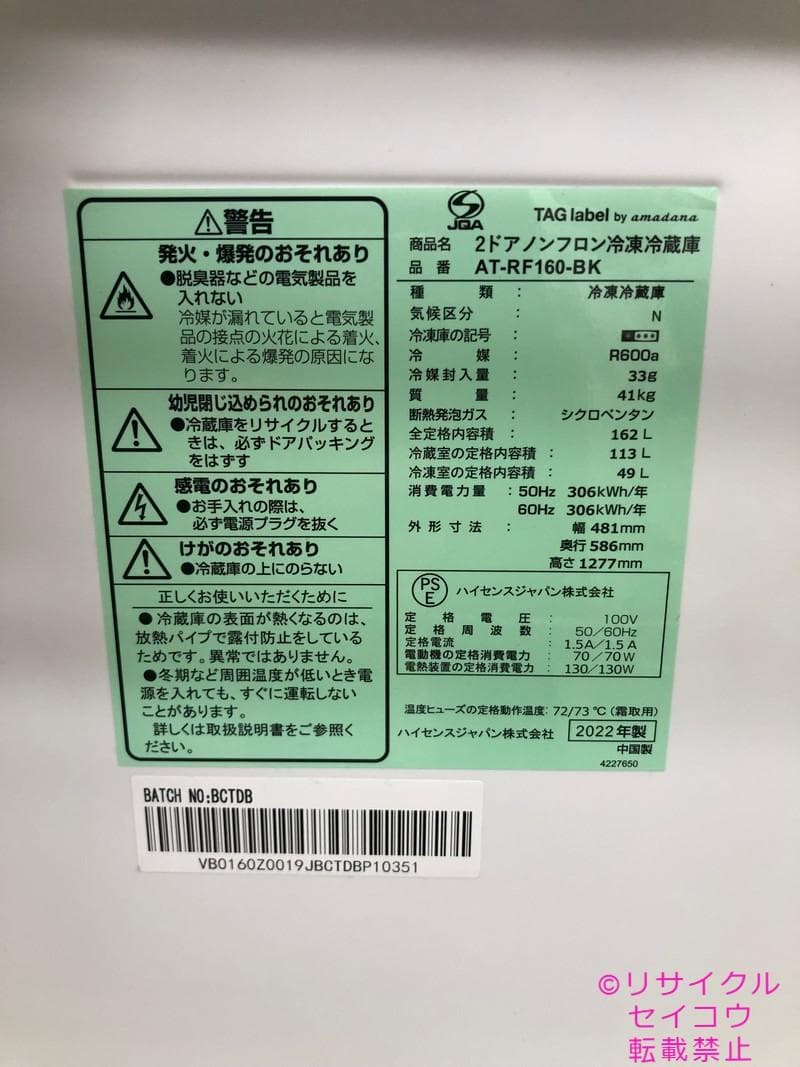 ⚠警告
発火・爆発のおそれあり
●脱臭器などの電気製品を
入れない
冷媒が漏れていると電気製
品の接点の火花による着火、
着火による爆発の原因にな
ります。
幼児閉じ込められのおそれあり
●冷蔵庫をリサイクルすると
きは、必ずドアパッキング
をはずす
感電のおそれあり
●お手入れの際は、
必ず電源プラグを抜く
けがのおそれあり
●冷蔵庫の上にのらない
正しくお使いいただくために
●冷蔵庫の表面が熱くなるのは、
放熱パイプで露付防止をしている
ためです。異常ではありません。
●冬期など周囲温度が低いとき電
源を入れても、すぐに運転しない
ことがあります。
詳しくは取扱説明書をご参照く
ださい。
JQA
TAG label by amadana
商品名 2ドアノンフロン冷凍冷蔵庫
品番 AT-RF160-BK
種類 : 冷凍冷蔵庫
気候区分 : N
冷凍庫の記号 :
冷媒 : R600a
冷媒封入量 : 33g
質量 : 41kg
断熱発泡ガス : シクロペンタン
全定格内容積 : 162 L
冷蔵室の定格内容積 : 113 L
冷凍室の定格内容積 : 49 L
消費電力量 : 50Hz 306kWh/年
60Hz 306kWh/年
外形寸法 : 幅 481mm
奥行 586mm
高さ 1277mm
PS
E
ハイセンスジャパン株式会社
定格電圧 : 100V
定格周波数 : 50/60Hz
定格電流 : 1.5A/1.5A
電動機の定格消費電力 : 70/70W
電熱装置の定格消費電力 : 130/130W
温度ヒューズの定格動作温度: 72/73 ℃ (霜取用)
ハイセンスジャパン株式会社 2022年製
中国製
4227650
BATCH NO:BCTDB
VB0160Z0019JBCTDBP10351
©リサイクル
セイコウ
転載禁止